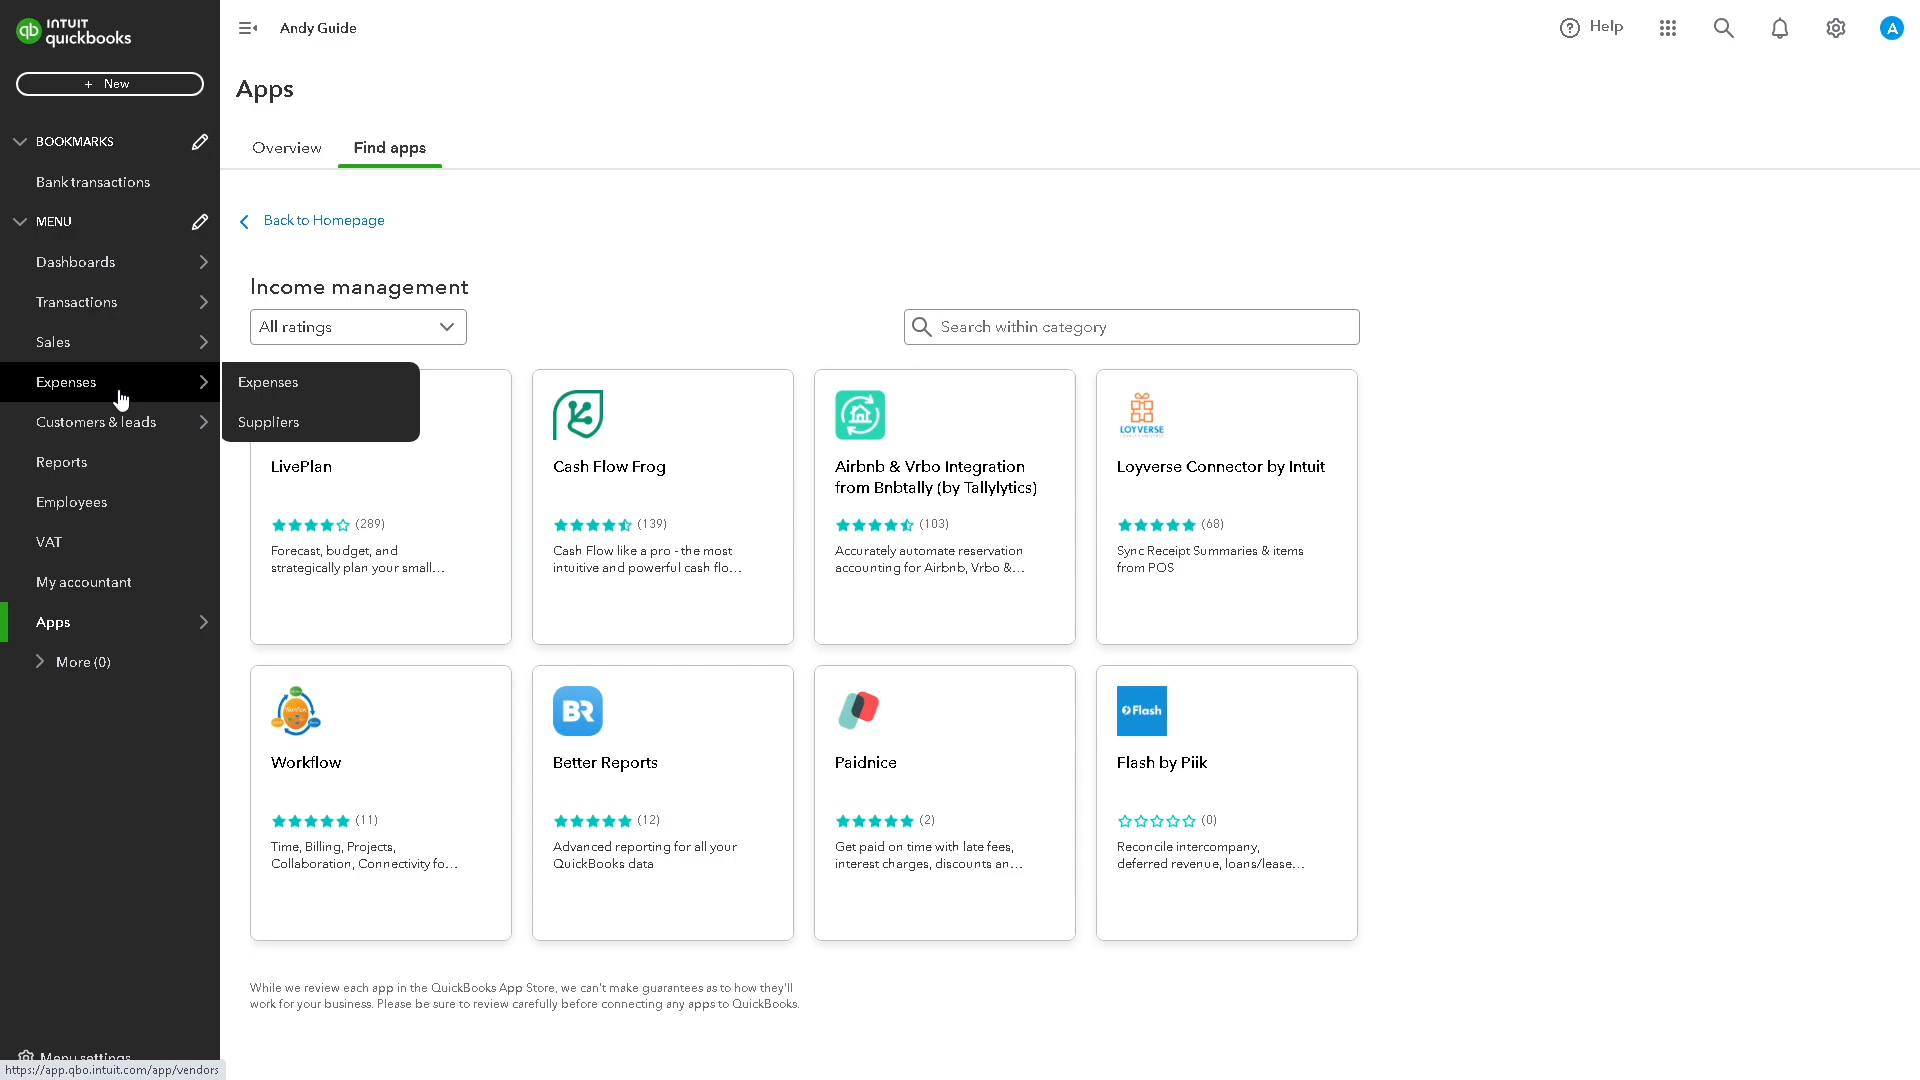 INTUIT
quickbooks
+ New
BOOKMARKS
Bank transactions
MENU
Dashboards
Transactions
Sales
Expenses
Customers & leads
Reports
Employees
VAT
My accountant
Apps
More (0)
Menu settings
https://app.qbo.intuit.com/app/vendors
Expenses
Suppliers
Andy Guide
Help
A
Apps
Overview
Find apps
Back to Homepage
Income management
All ratings
Search within category
LivePlan
(289)
Forecast, budget, and
strategically plan your small...
Cash Flow Frog
(139)
Cash Flow like a pro - the most
intuitive and powerful cash flo...
Airbnb & Vrbo Integration
from Bnbtally (by Tallylytics)
(103)
Accurately automate reservation
accounting for Airbnb, Vrbo &...
LOYVERSE
Loyverse Connector by Intuit
(68)
Sync Receipt Summaries & items
from POS
Workflow
(11)
Time, Billing, Projects,
Collaboration, Connectivity fo...
BR
Better Reports
(12)
Advanced reporting for all your
QuickBooks data
Paidnice
(2)
Get paid on time with late fees,
interest charges, discounts an...
Flash
Flash by Piik
(0)
Reconcile intercompany,
deferred revenue, loans/lease...
While we review each app in the QuickBooks App Store, we can't make guarantees as to how they'll
work for your business. Please be sure to review carefully before connecting any apps to QuickBooks.